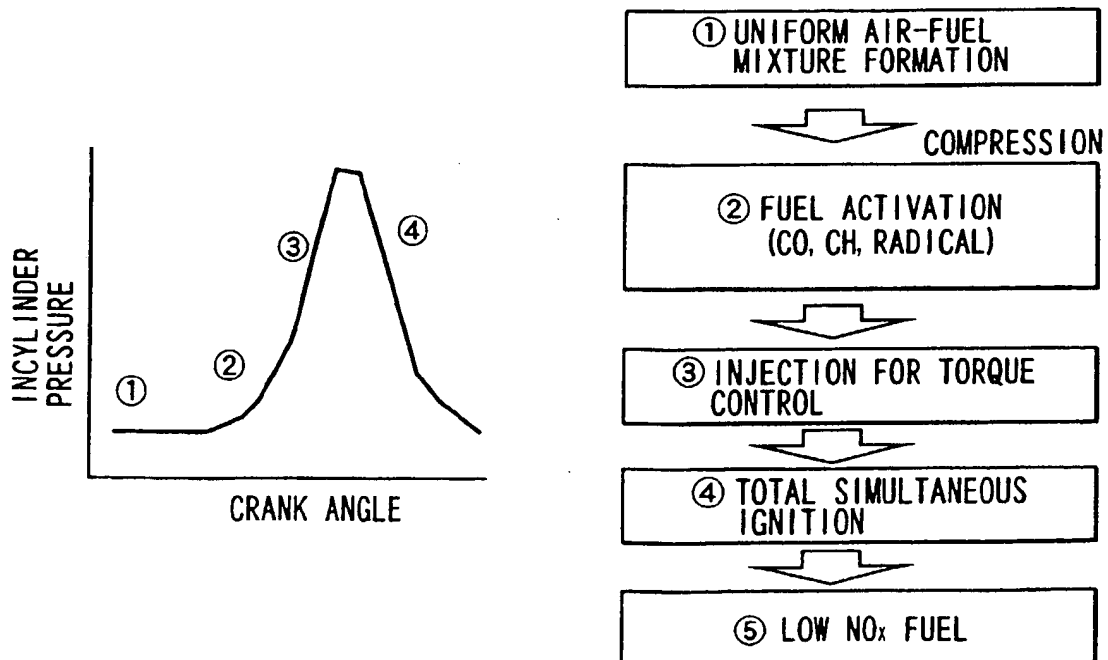 INCYLINDER
PRESSURE
①
②
③
④
CRANK ANGLE
① UNIFORM AIR-FUEL
MIXTURE FORMATION
COMPRESSION
② FUEL ACTIVATION
(CO, CH, RADICAL)
③ INJECTION FOR TORQUE
CONTROL
④ TOTAL SIMULTANEOUS
IGNITION
⑤ LOW NOx FUEL